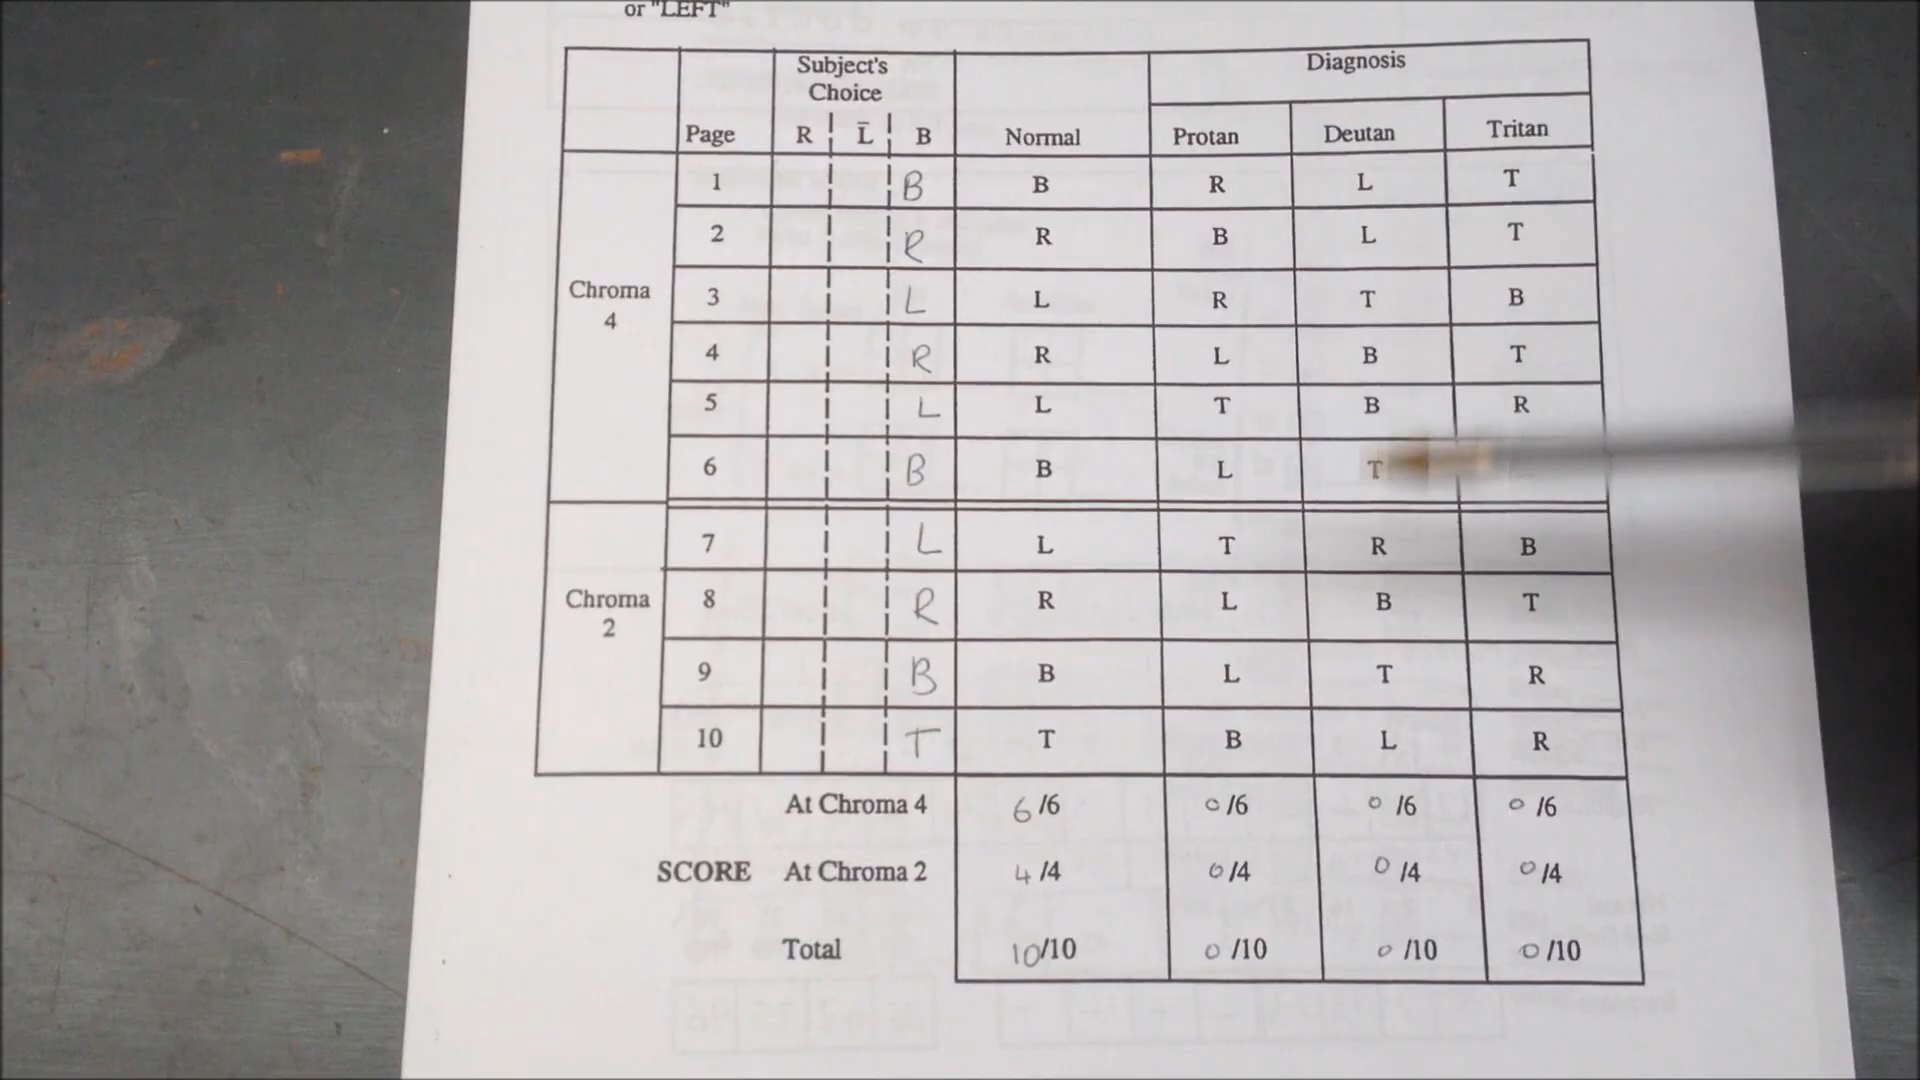 or "LEFT"
Subject's Choice Diagnosis
Page R L̄ B Normal Protan Deutan Tritan
Chroma 4
1 B B R L T
2 R R B L T
3 L L R T B
4 R R L B T
5 L L T B R
6 B B L T
Chroma 2
7 L L T R B
8 R R L B T
9 B B L T R
10 T T B L R
At Chroma 4 6/6 0/6 0/6 0/6
SCORE At Chroma 2 4/4 0/4 0/4 0/4
Total 10/10 0/10 0/10 0/10